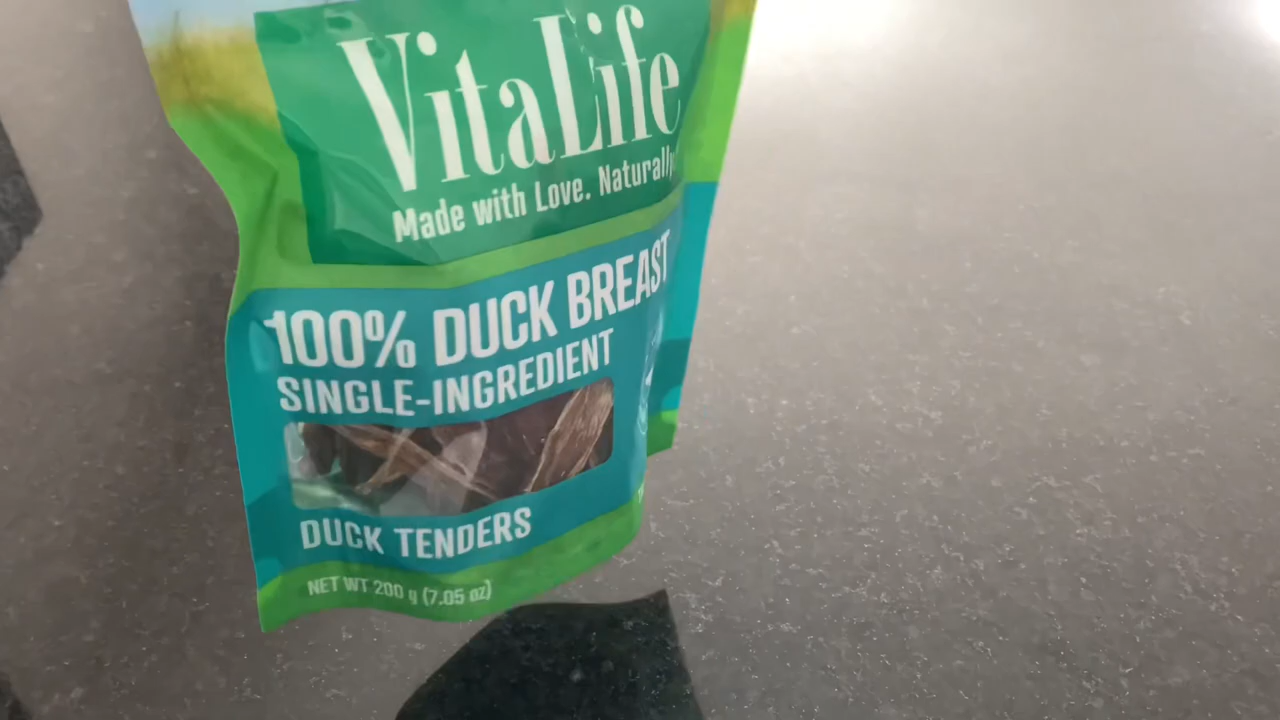 VitaLife
Made with Love. Naturally
100% DUCK BREAST
SINGLE-INGREDIENT
DUCK TENDERS
NET WT 200 g (7.05 oz)